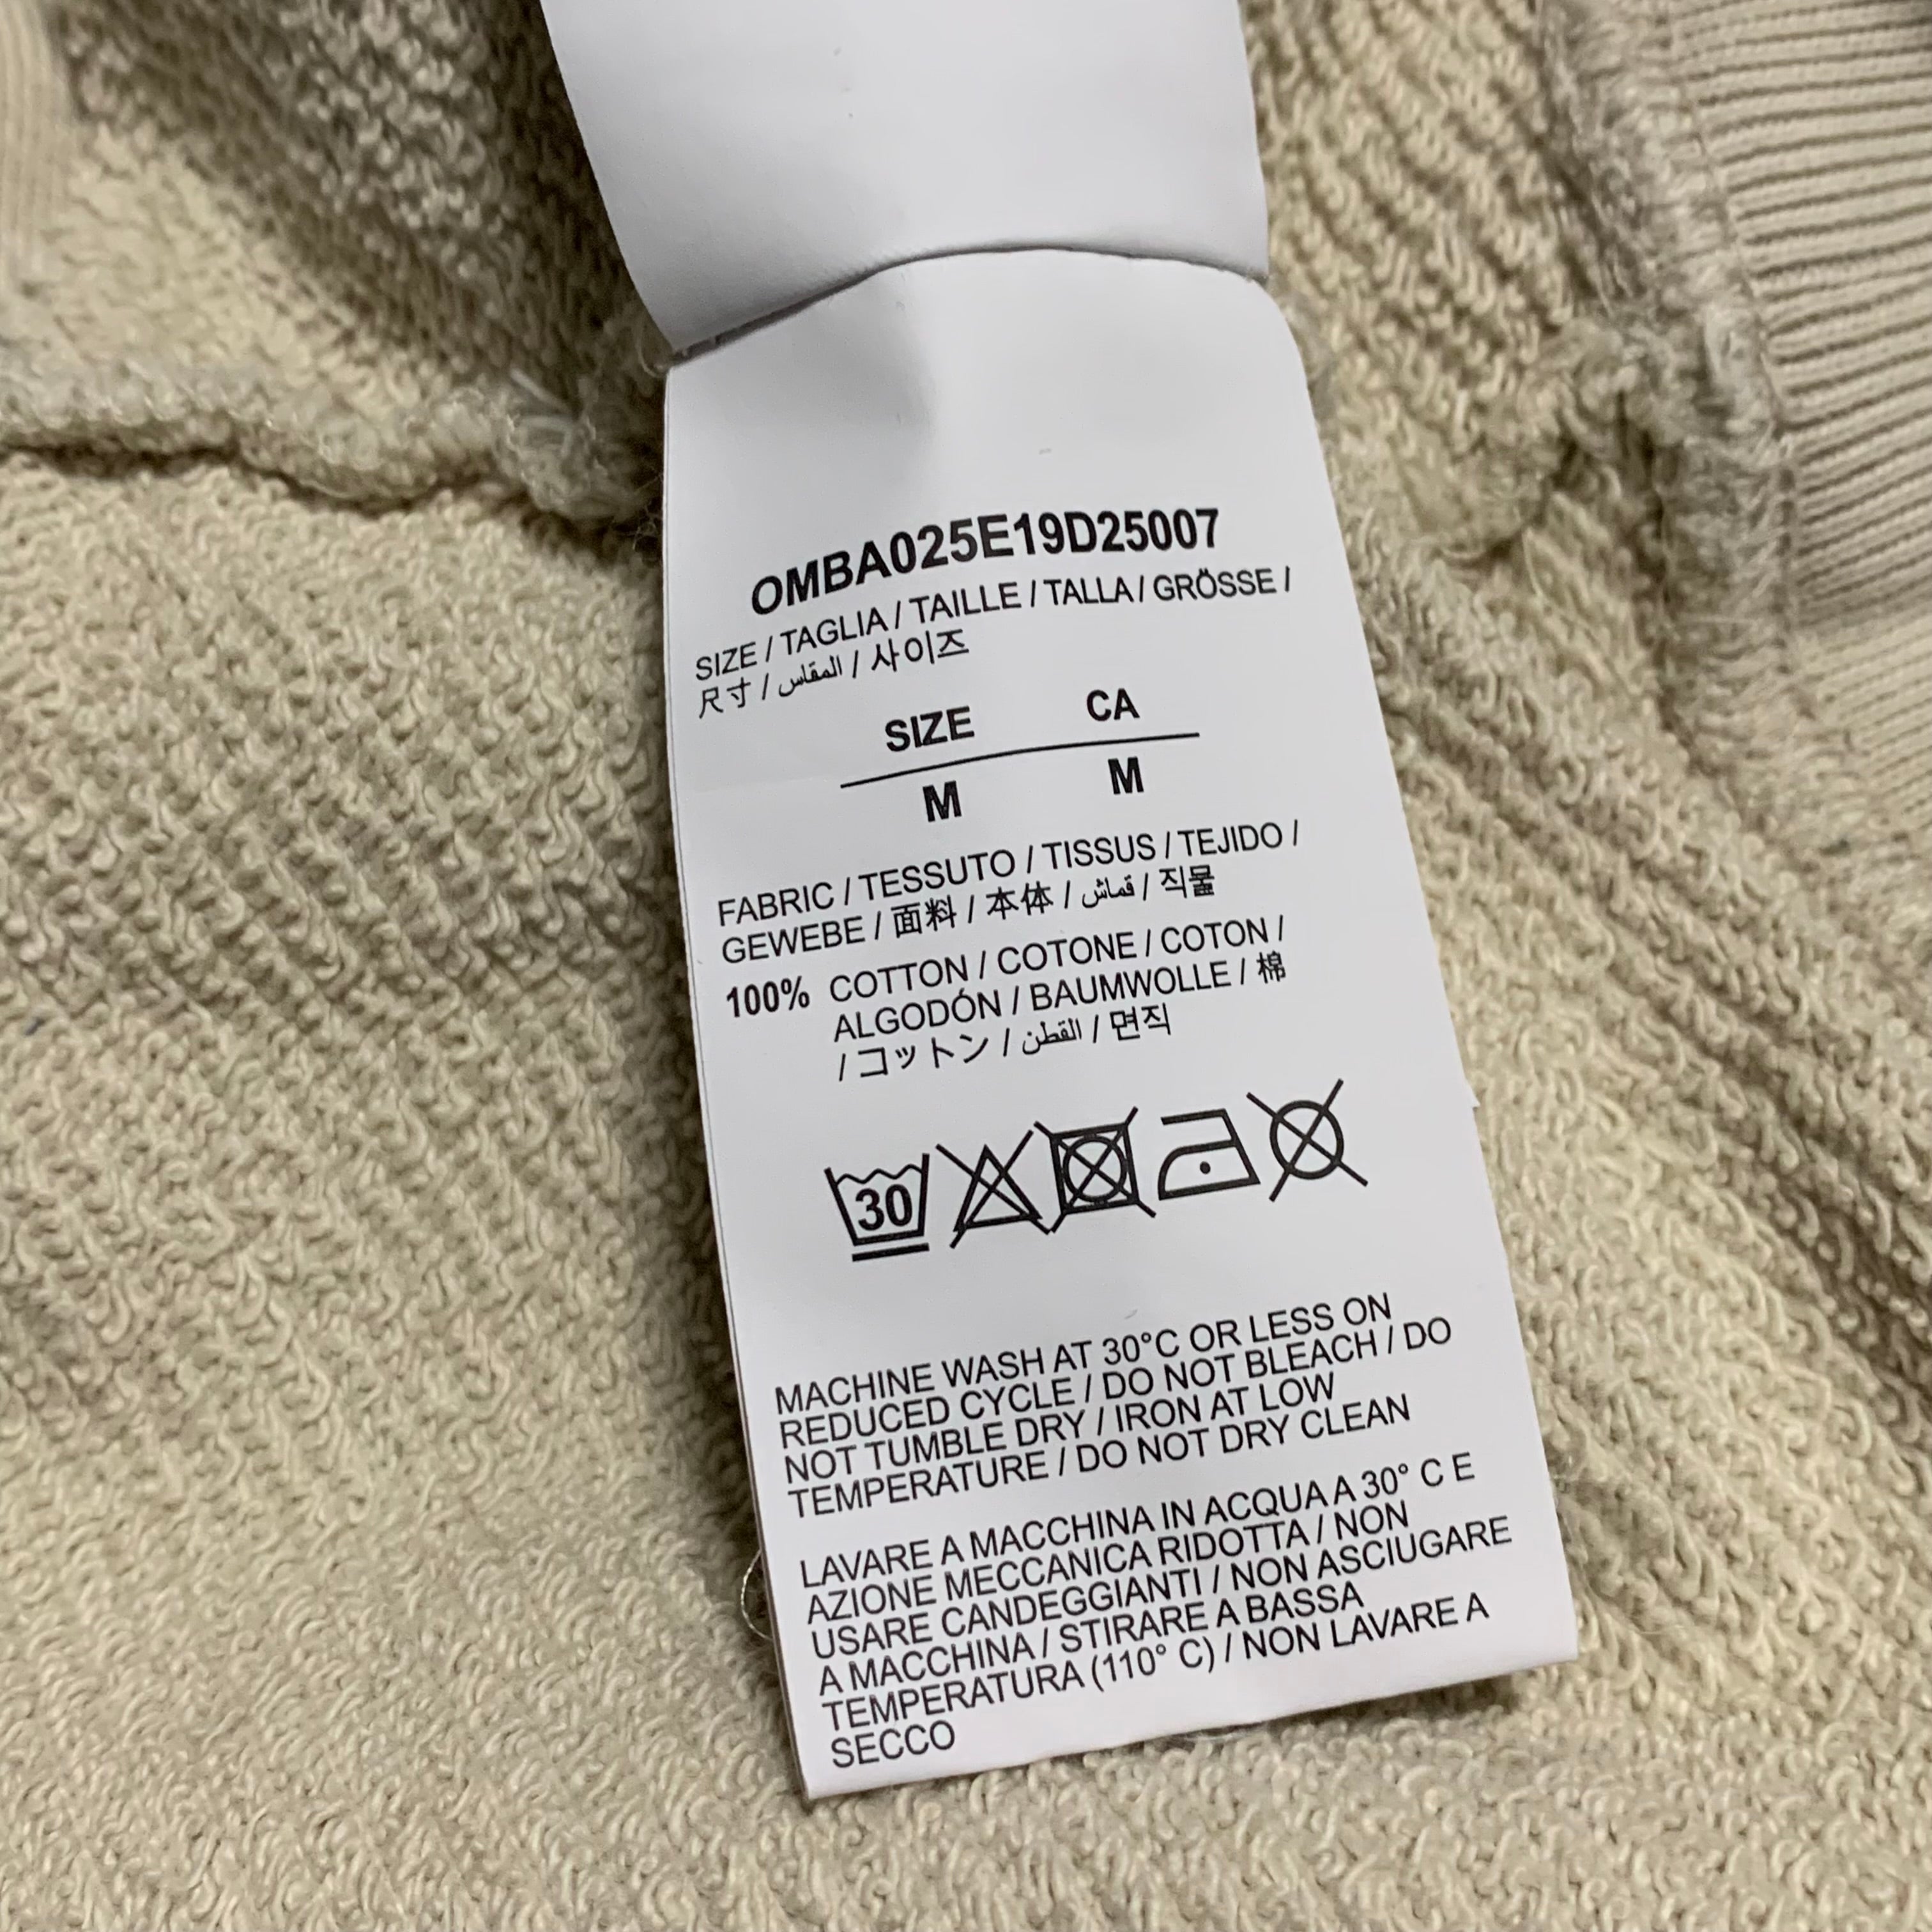 OMBA025E19D25007
SIZE / TAGLIA / TAILLE / TALLA / GRÖSSE /
尺寸 / المقاس / 사이즈
SIZE CA
M M
FABRIC / TESSUTO / TISSUS / TEJIDO /
GEWEBE / 面料 / 本体 / قماش / 직물
100% COTTON / COTONE / COTON /
ALGODÓN / BAUMWOLLE / 棉
/ コットン / القطن / 면직
30
MACHINE WASH AT 30°C OR LESS ON
REDUCED CYCLE / DO NOT BLEACH / DO
NOT TUMBLE DRY / IRON AT LOW
TEMPERATURE / DO NOT DRY CLEAN
LAVARE A MACCHINA IN ACQUA A 30° C E
AZIONE MECCANICA RIDOTTA / NON
USARE CANDEGGIANTI / NON ASCIUGARE
A MACCHINA / STIRARE A BASSA
TEMPERATURA (110° C) / NON LAVARE A
SECCO